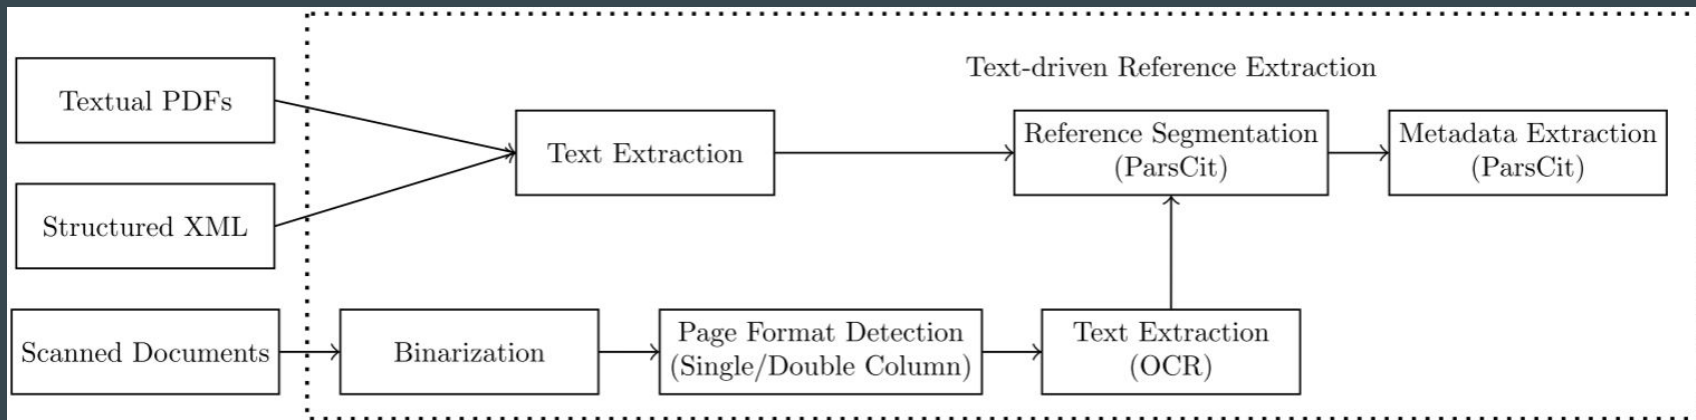 Text-driven Reference Extraction
Textual PDFs
Structured XML
Text Extraction
Reference Segmentation
(ParsCit)
Metadata Extraction
(ParsCit)
Scanned Documents
Binarization
Page Format Detection
(Single/Double Column)
Text Extraction
(OCR)